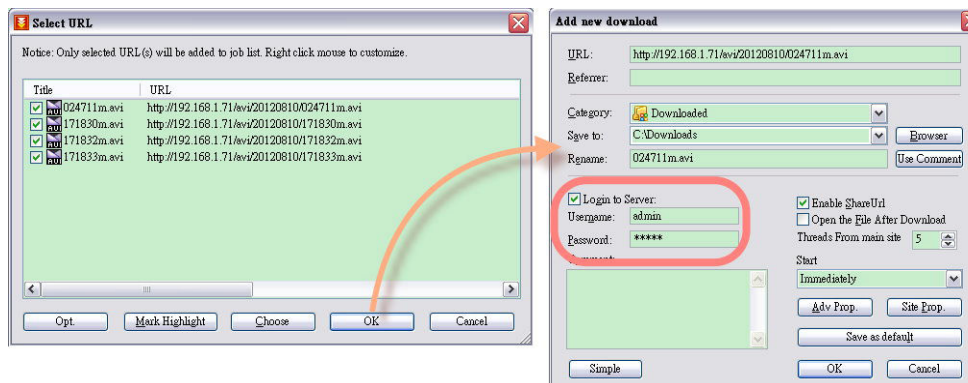 Select URL
Notice: Only selected URL(s) will be added to job list. Right click mouse to customize.
Title URL
024711m.avi http://192.168.1.71/avi/20120810/024711m.avi
171830m.avi http://192.168.1.71/avi/20120810/171830m.avi
171832m.avi http://192.168.1.71/avi/20120810/171832m.avi
171833m.avi http://192.168.1.71/avi/20120810/171833m.avi
Opt. Mark Highlight Choose OK Cancel
Add new download
URL: http://192.168.1.71/avi/20120810/024711m.avi
Referrer:
Category: Downloaded
Save to: C:\Downloads Browser
Rename: 024711m.avi Use Comment
Login to Server:
Username: admin
Password: *****
Enable ShareUrl
Open the File After Download
Threads From main site 5
Start
Immediately
Adv Prop. Site Prop.
Save as default
Simple OK Cancel